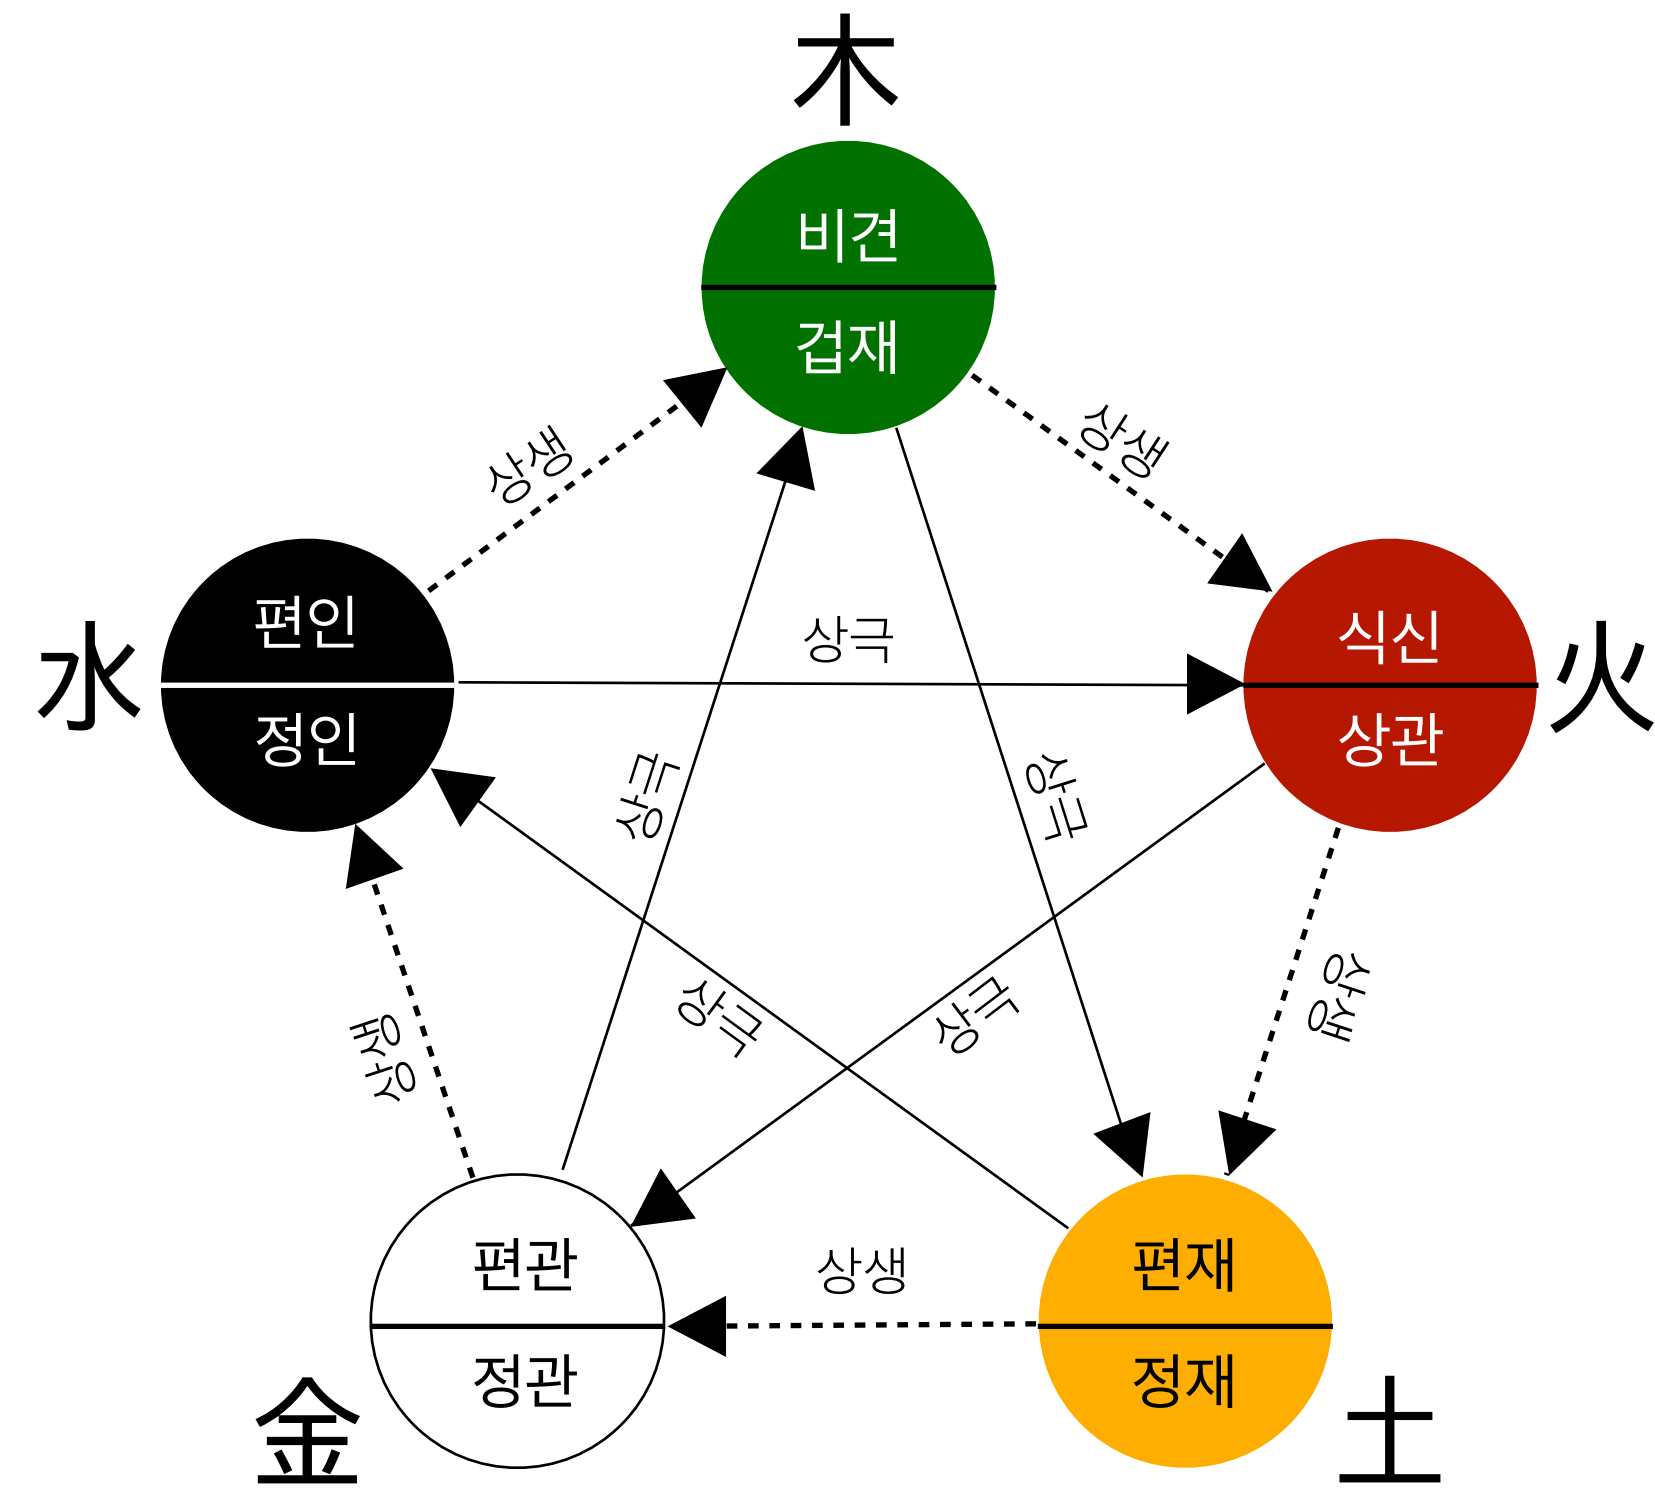 木
비견
겁재
상생
상생
水
편인
정인
상극
식신
상관
火
상극
상극
상극
상극
상생
상생
편관
정관
金
상생
편재
정재
土